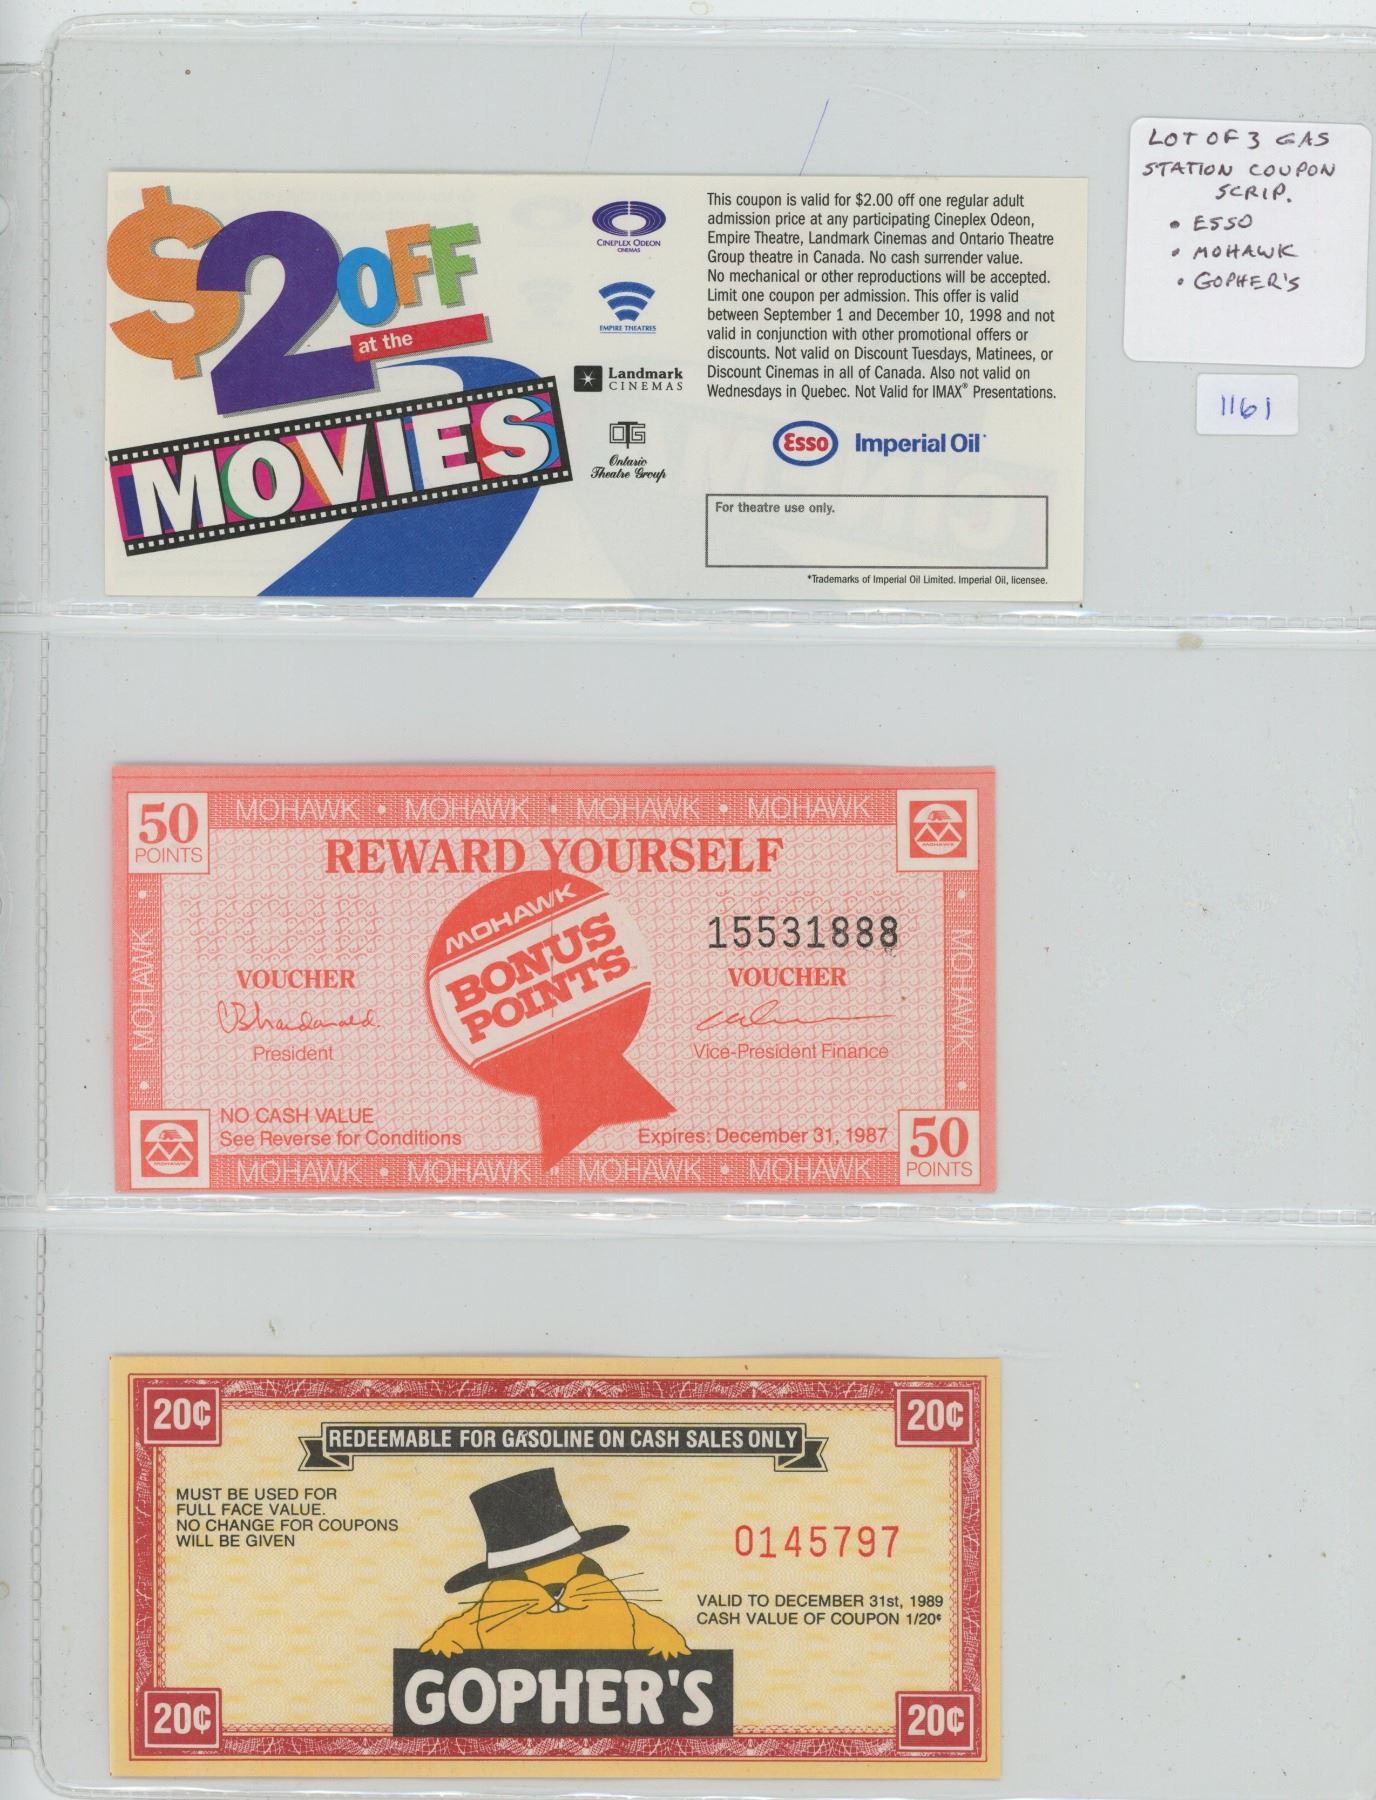 $2 OFF
at the
MOVIES
CINEPLEX ODEON
CINEMAS
EMPIRE THEATRES
Landmark
CINEMAS
OTG
Ontario
Theatre Group
This coupon is valid for $2.00 off one regular adult
admission price at any participating Cineplex Odeon,
Empire Theatre, Landmark Cinemas and Ontario Theatre
Group theatre in Canada. No cash surrender value.
No mechanical or other reproductions will be accepted.
Limit one coupon per admission. This offer is valid
between September 1 and December 10, 1998 and not
valid in conjunction with other promotional offers or
discounts. Not valid on Discount Tuesdays, Matinees, or
Discount Cinemas in all of Canada. Also not valid on
Wednesdays in Quebec. Not Valid for IMAX® Presentations.
Esso Imperial Oil*
For theatre use only.
*Trademarks of Imperial Oil Limited. Imperial Oil, licensee.
LOT OF 3 GAS
STATION COUPON
SCRIP.
• ESSO
• MOHAWK
• GOPHER'S
1161
50
POINTS
MOHAWK • MOHAWK • MOHAWK • MOHAWK
MOHAWK
REWARD YOURSELF
MOHAWK
BONUS
POINTS™
15531888
VOUCHER
VOUCHER
President
Vice-President Finance
MOHAWK
MOHAWK
NO CASH VALUE
See Reverse for Conditions
Expires: December 31, 1987
50
POINTS
MOHAWK
MOHAWK • MOHAWK • MOHAWK • MOHAWK
20¢
20¢
REDEEMABLE FOR GASOLINE ON CASH SALES ONLY
MUST BE USED FOR
FULL FACE VALUE.
NO CHANGE FOR COUPONS
WILL BE GIVEN
0145797
VALID TO DECEMBER 31st, 1989
CASH VALUE OF COUPON 1/20¢
GOPHER'S
20¢
20¢